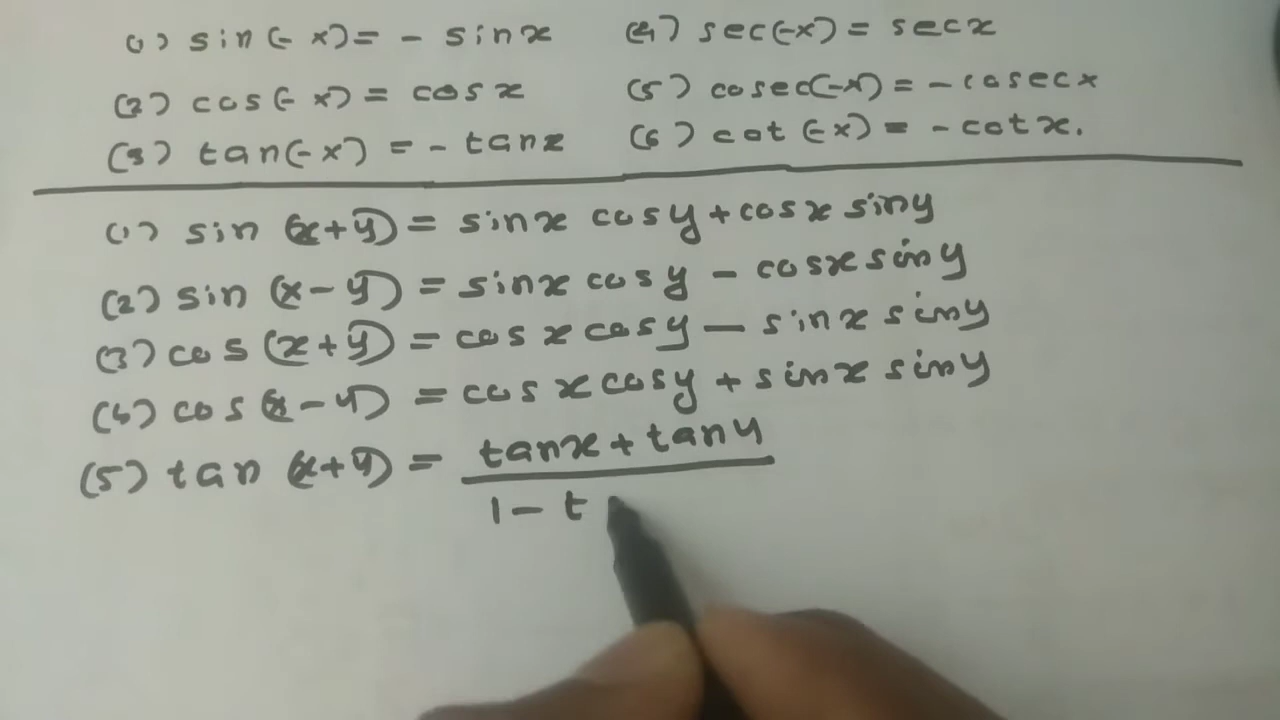 (1) sin(-x) = - sinx (4) sec(-x) = secx
(2) cos(-x) = cosx (5) cosec(-x) = -cosecx
(3) tan(-x) = - tanx (6) cot(-x) = -cotx.
(1) sin (x+y) = sinx cosy + cosx siny
(2) sin (x-y) = sinx cosy - cosx siny
(3) cos (x+y) = cosx cosy - sinx siny
(4) cos (x-y) = cosx cosy + sinx siny
(5) tan (x+y) = tanx + tany
1 - t